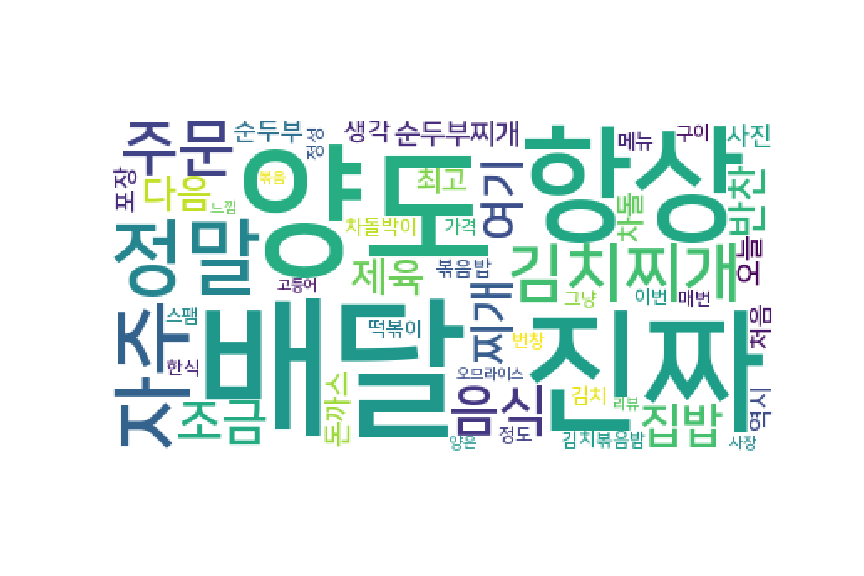 주문
순두부
정성
생각
순두부찌개
메뉴
구이
사진
포장
다음
느낌
볶음
양도
최고
여기
항상
차돌
반찬
정말
차돌박이
가격
제육
볶음밥
고등어
김치찌개
오늘
그냥
이번
매번
자주
스팸
한식
배달
떡볶이
찌개
오므라이스
반창
진짜
처음
조금
돈까스
음식
정도
양은
김치
리뷰
김치볶음밥
집밥
역시
사장